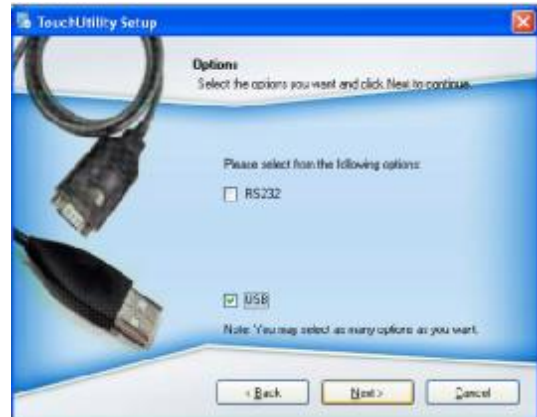 TouchUtility Setup
Options
Select the options you want and click Next to continue.
Please select from the following options:
RS232
USB
Note: You may select as many options as you want.
< Back
Next >
Cancel